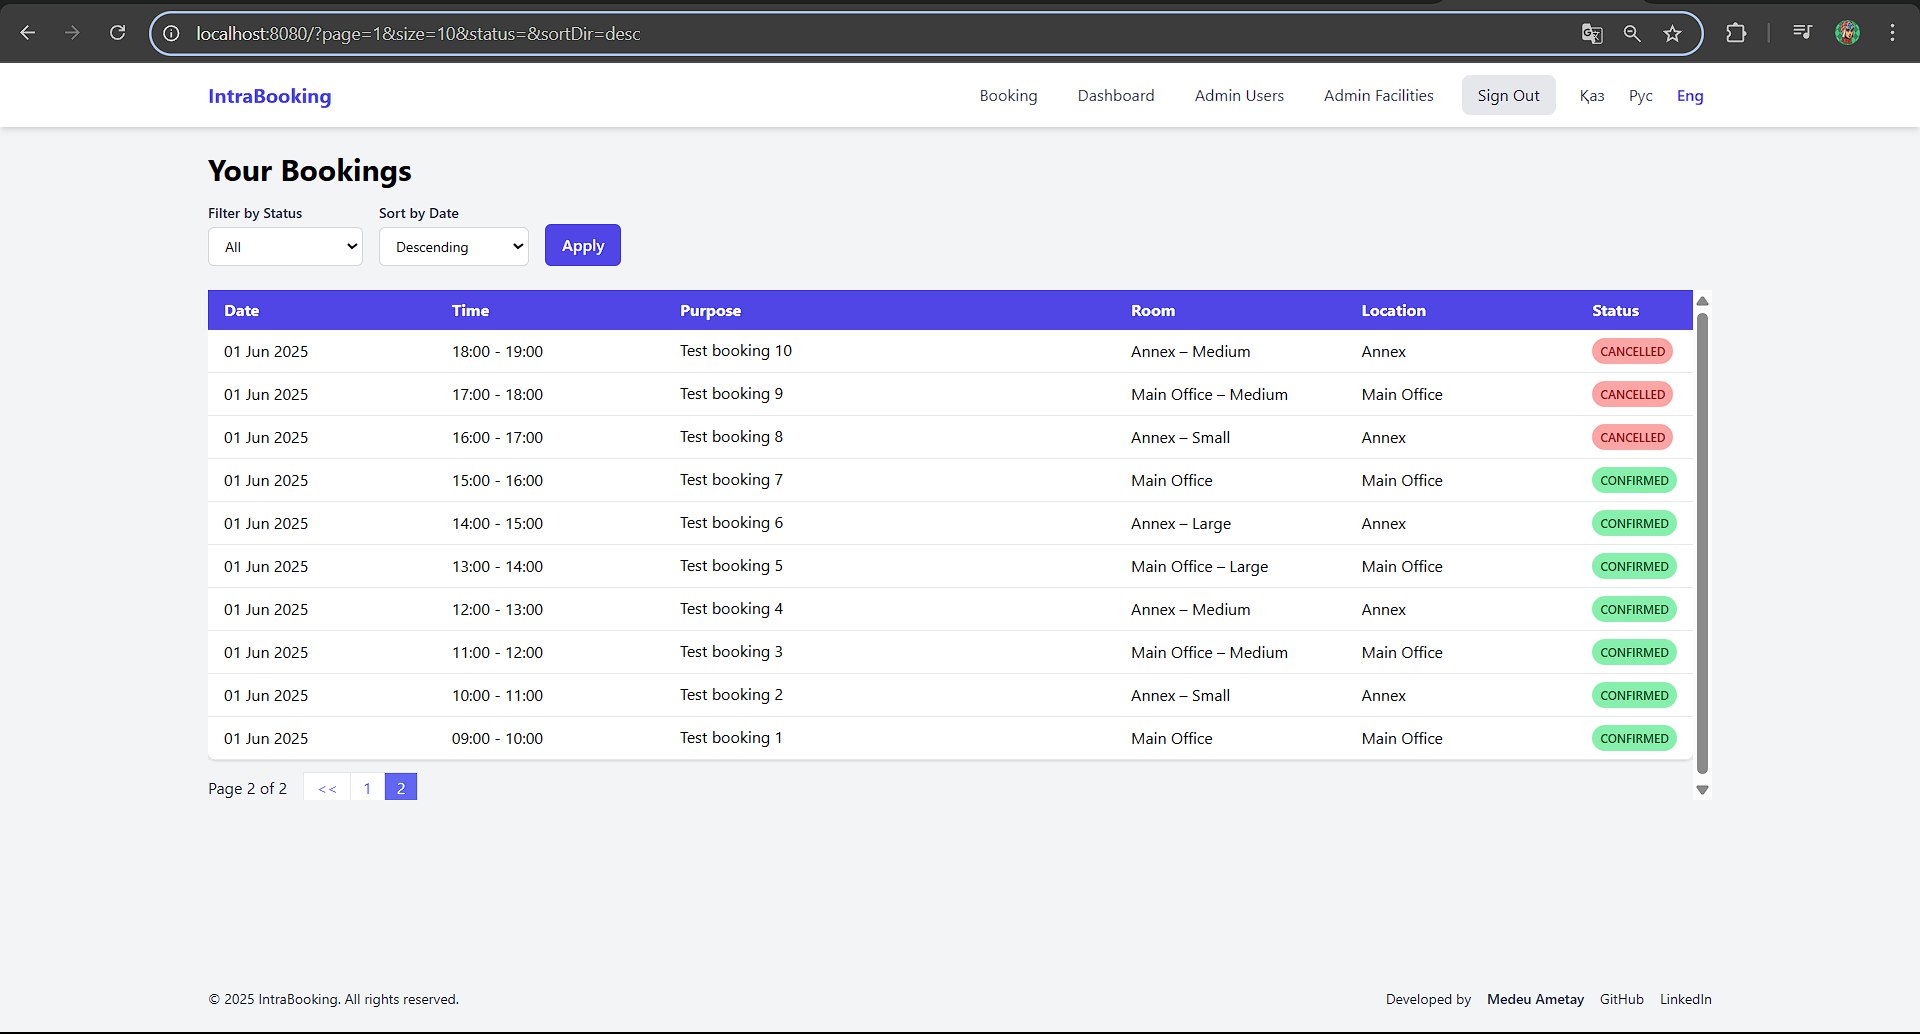 localhost:8080/?page=1&size=10&status=&sortDir=desc
IntraBooking Booking Dashboard Admin Users Admin Facilities Sign Out Қаз Рус Eng
Your Bookings
Filter by Status Sort by Date
All Descending Apply
Date Time Purpose Room Location Status
01 Jun 2025 18:00 - 19:00 Test booking 10 Annex – Medium Annex CANCELLED
01 Jun 2025 17:00 - 18:00 Test booking 9 Main Office – Medium Main Office CANCELLED
01 Jun 2025 16:00 - 17:00 Test booking 8 Annex – Small Annex CANCELLED
01 Jun 2025 15:00 - 16:00 Test booking 7 Main Office Main Office CONFIRMED
01 Jun 2025 14:00 - 15:00 Test booking 6 Annex – Large Annex CONFIRMED
01 Jun 2025 13:00 - 14:00 Test booking 5 Main Office – Large Main Office CONFIRMED
01 Jun 2025 12:00 - 13:00 Test booking 4 Annex – Medium Annex CONFIRMED
01 Jun 2025 11:00 - 12:00 Test booking 3 Main Office – Medium Main Office CONFIRMED
01 Jun 2025 10:00 - 11:00 Test booking 2 Annex – Small Annex CONFIRMED
01 Jun 2025 09:00 - 10:00 Test booking 1 Main Office Main Office CONFIRMED
Page 2 of 2 << 1 2
© 2025 IntraBooking. All rights reserved. Developed by Medeu Ametay GitHub LinkedIn